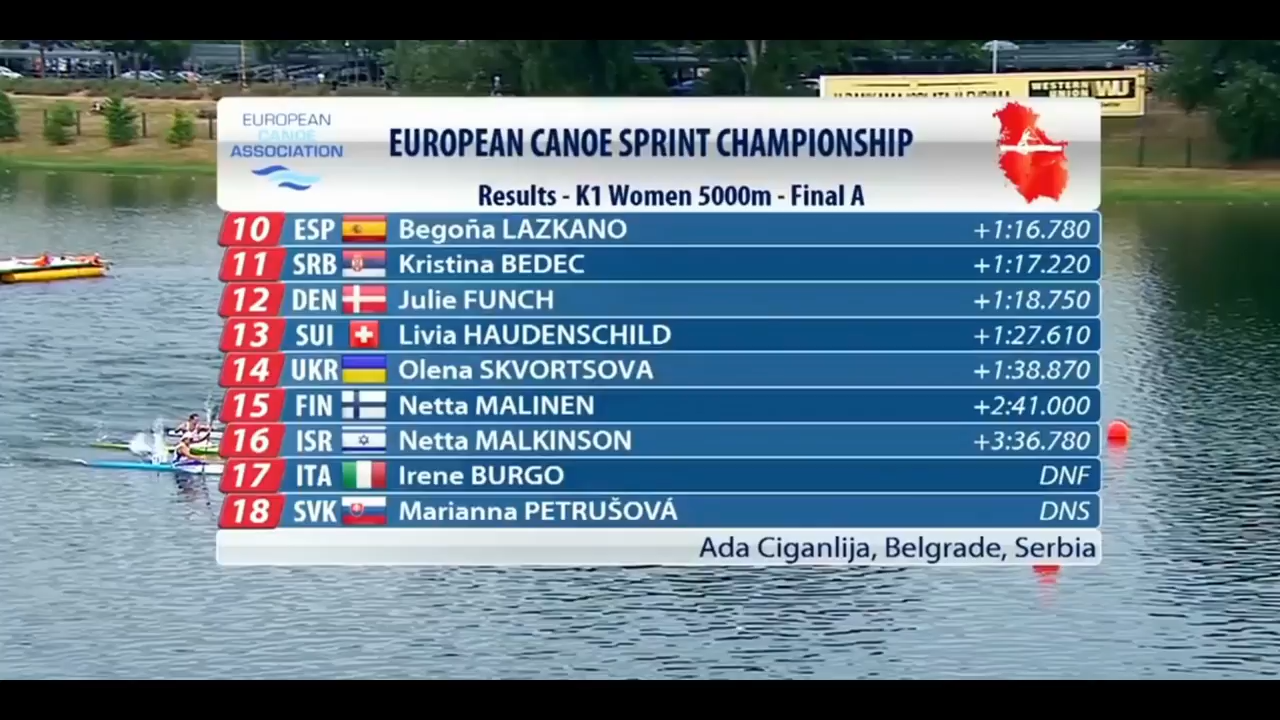 EUROPEAN
CANOE
ASSOCIATION
EUROPEAN CANOE SPRINT CHAMPIONSHIP
Results - K1 Women 5000m - Final A
10 ESP Begoña LAZKANO +1:16.780
11 SRB Kristina BEDEC +1:17.220
12 DEN Julie FUNCH +1:18.750
13 SUI Livia HAUDENSCHILD +1:27.610
14 UKR Olena SKVORTSOVA +1:38.870
15 FIN Netta MALINEN +2:41.000
16 ISR Netta MALKINSON +3:36.780
17 ITA Irene BURGO DNF
18 SVK Marianna PETRUŠOVÁ DNS
Ada Ciganlija, Belgrade, Serbia
WESTERN
UNION
WU